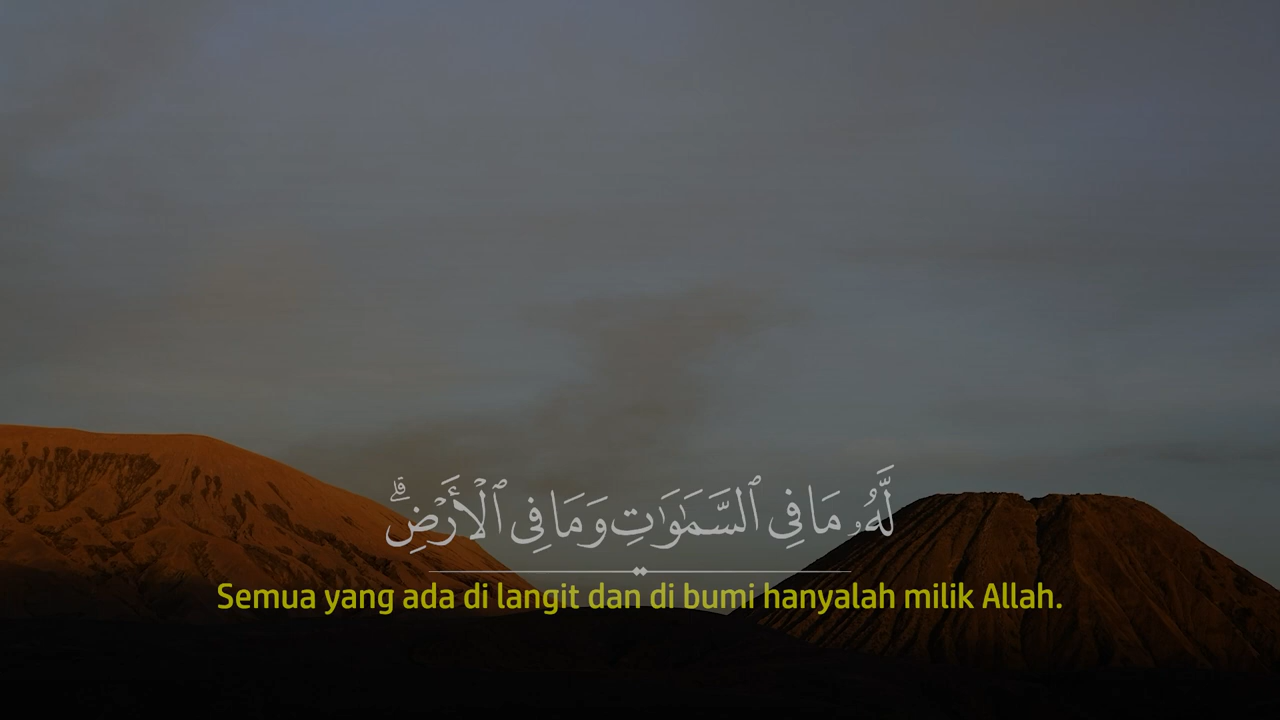 لَّهُۥ مَا فِى ٱلسَّمَٰوَٰتِ وَمَا فِى ٱلْأَرْضِ ۗ
Semua yang ada di langit dan di bumi hanyalah milik Allah.